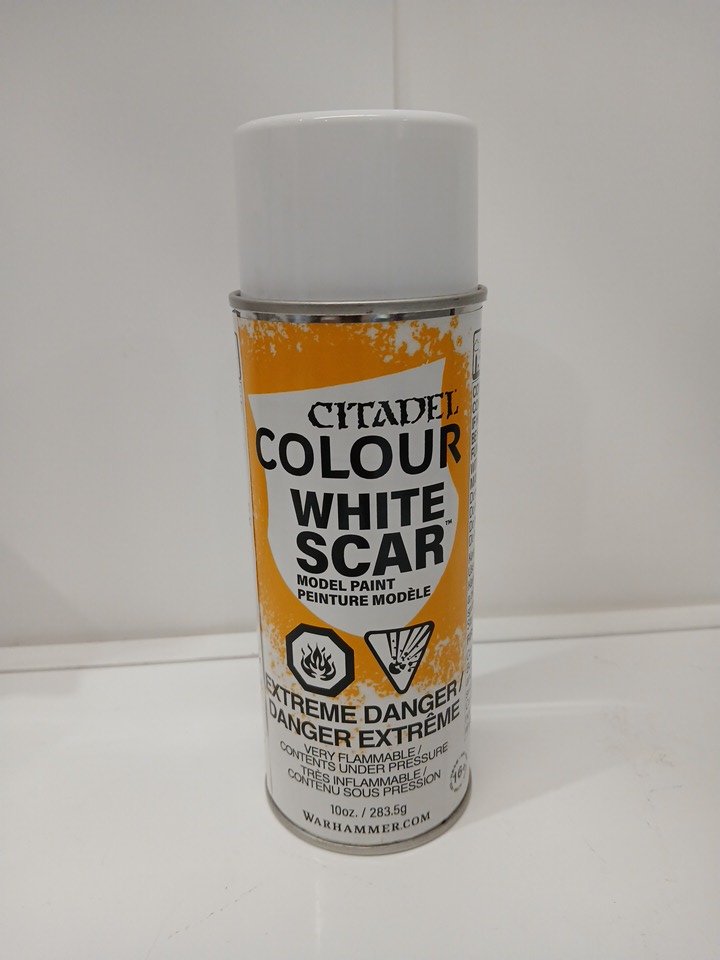 CITADEL
COLOUR
WHITE
SCAR™
MODEL PAINT
PEINTURE MODÈLE
EXTREME DANGER/
DANGER EXTRÊME
VERY FLAMMABLE/
CONTENTS UNDER PRESSURE
TRÈS INFLAMMABLE/
CONTENU SOUS PRESSION
10oz. / 283.5g
WARHAMMER.COM